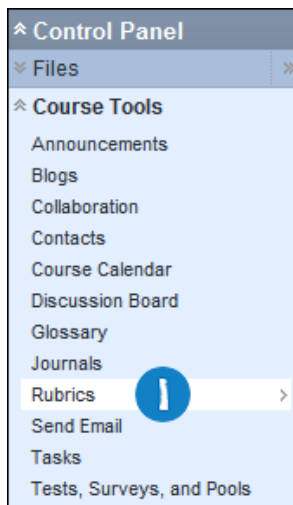 Control Panel
Files
Course Tools
Announcements
Blogs
Collaboration
Contacts
Course Calendar
Discussion Board
Glossary
Journals
Rubrics 1
Send Email
Tasks
Tests, Surveys, and Pools